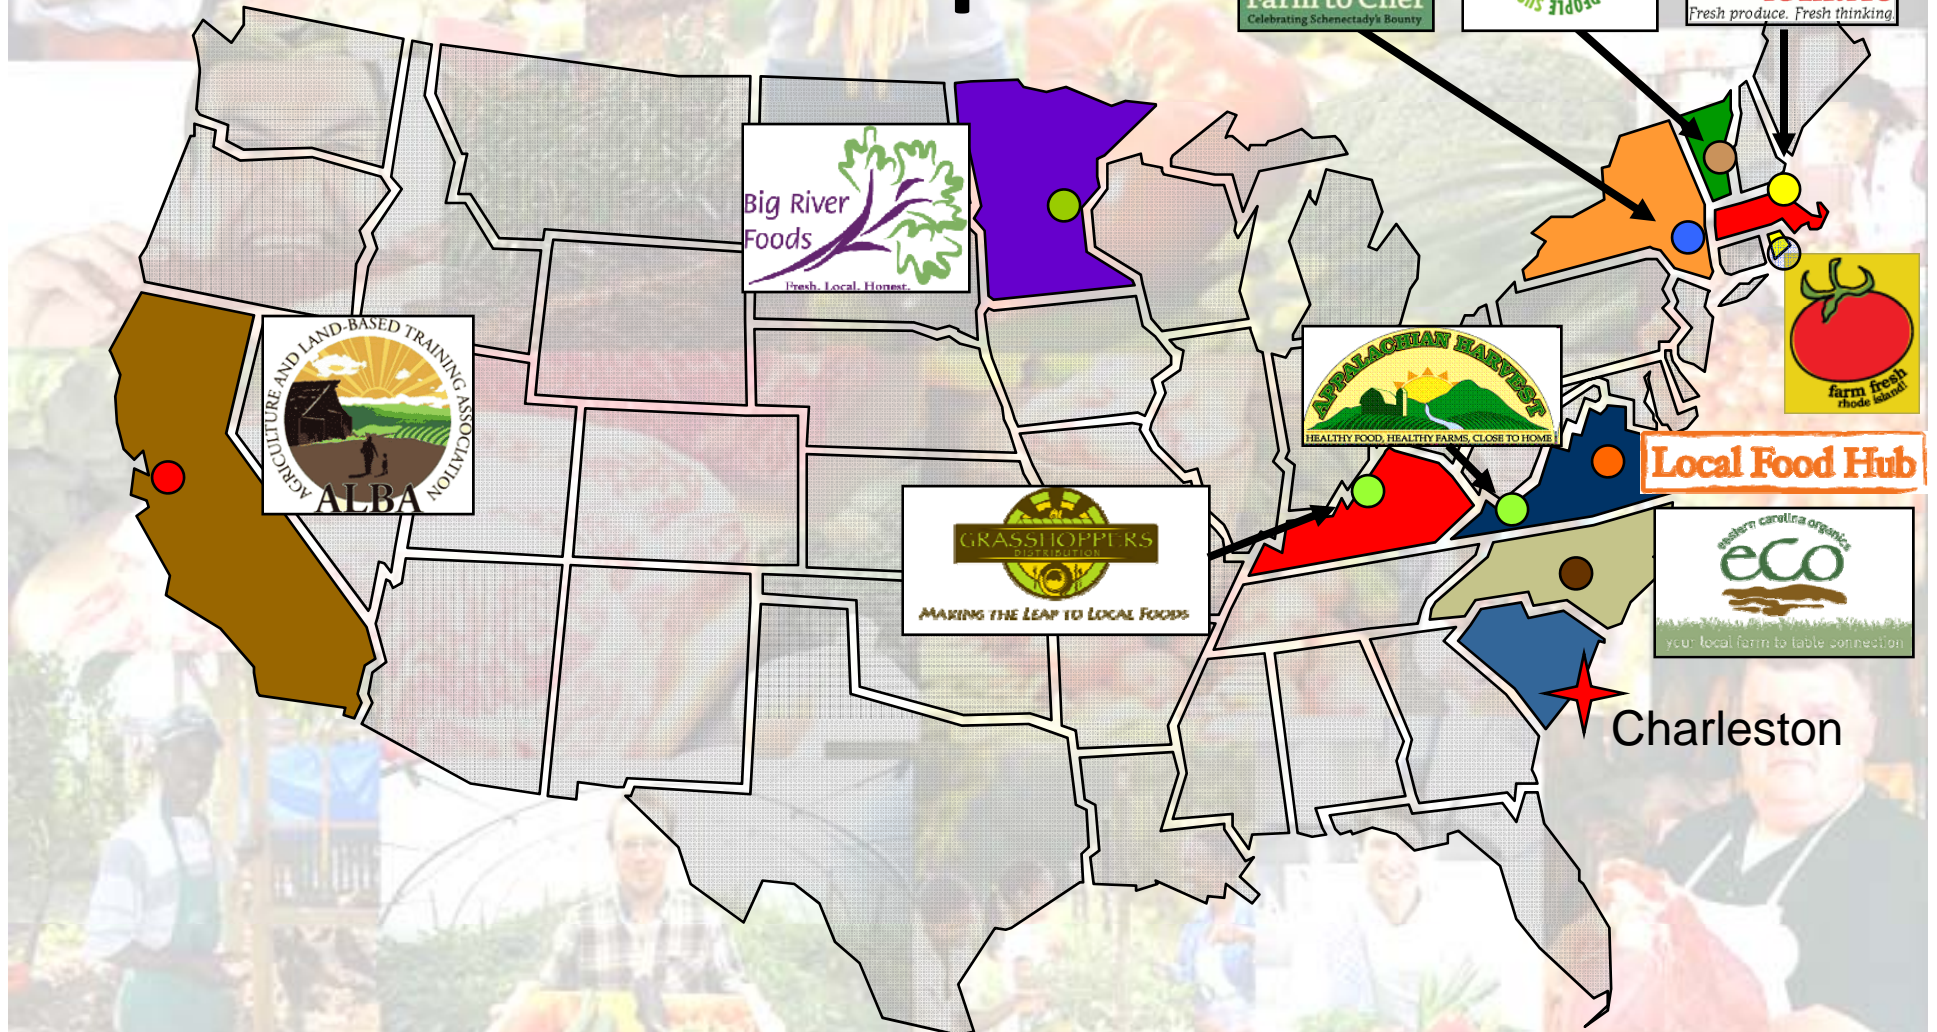 Farm to Chef
Celebrating Schenectady's Bounty
PEOPLE
Fresh produce. Fresh thinking.
Big River
Foods
Fresh. Local. Honest.
AGRICULTURE AND LAND-BASED TRAINING ASSOCIATION
ALBA
APPALACHIAN HARVEST
HEALTHY FOOD, HEALTHY FARMS, CLOSE TO HOME
farm fresh
rhode island!
Local Food Hub
GRASSHOPPERS
DISTRIBUTION
MAKING THE LEAP TO LOCAL FOODS
eastern carolina organics
eco
your local farm to table connection
Charleston